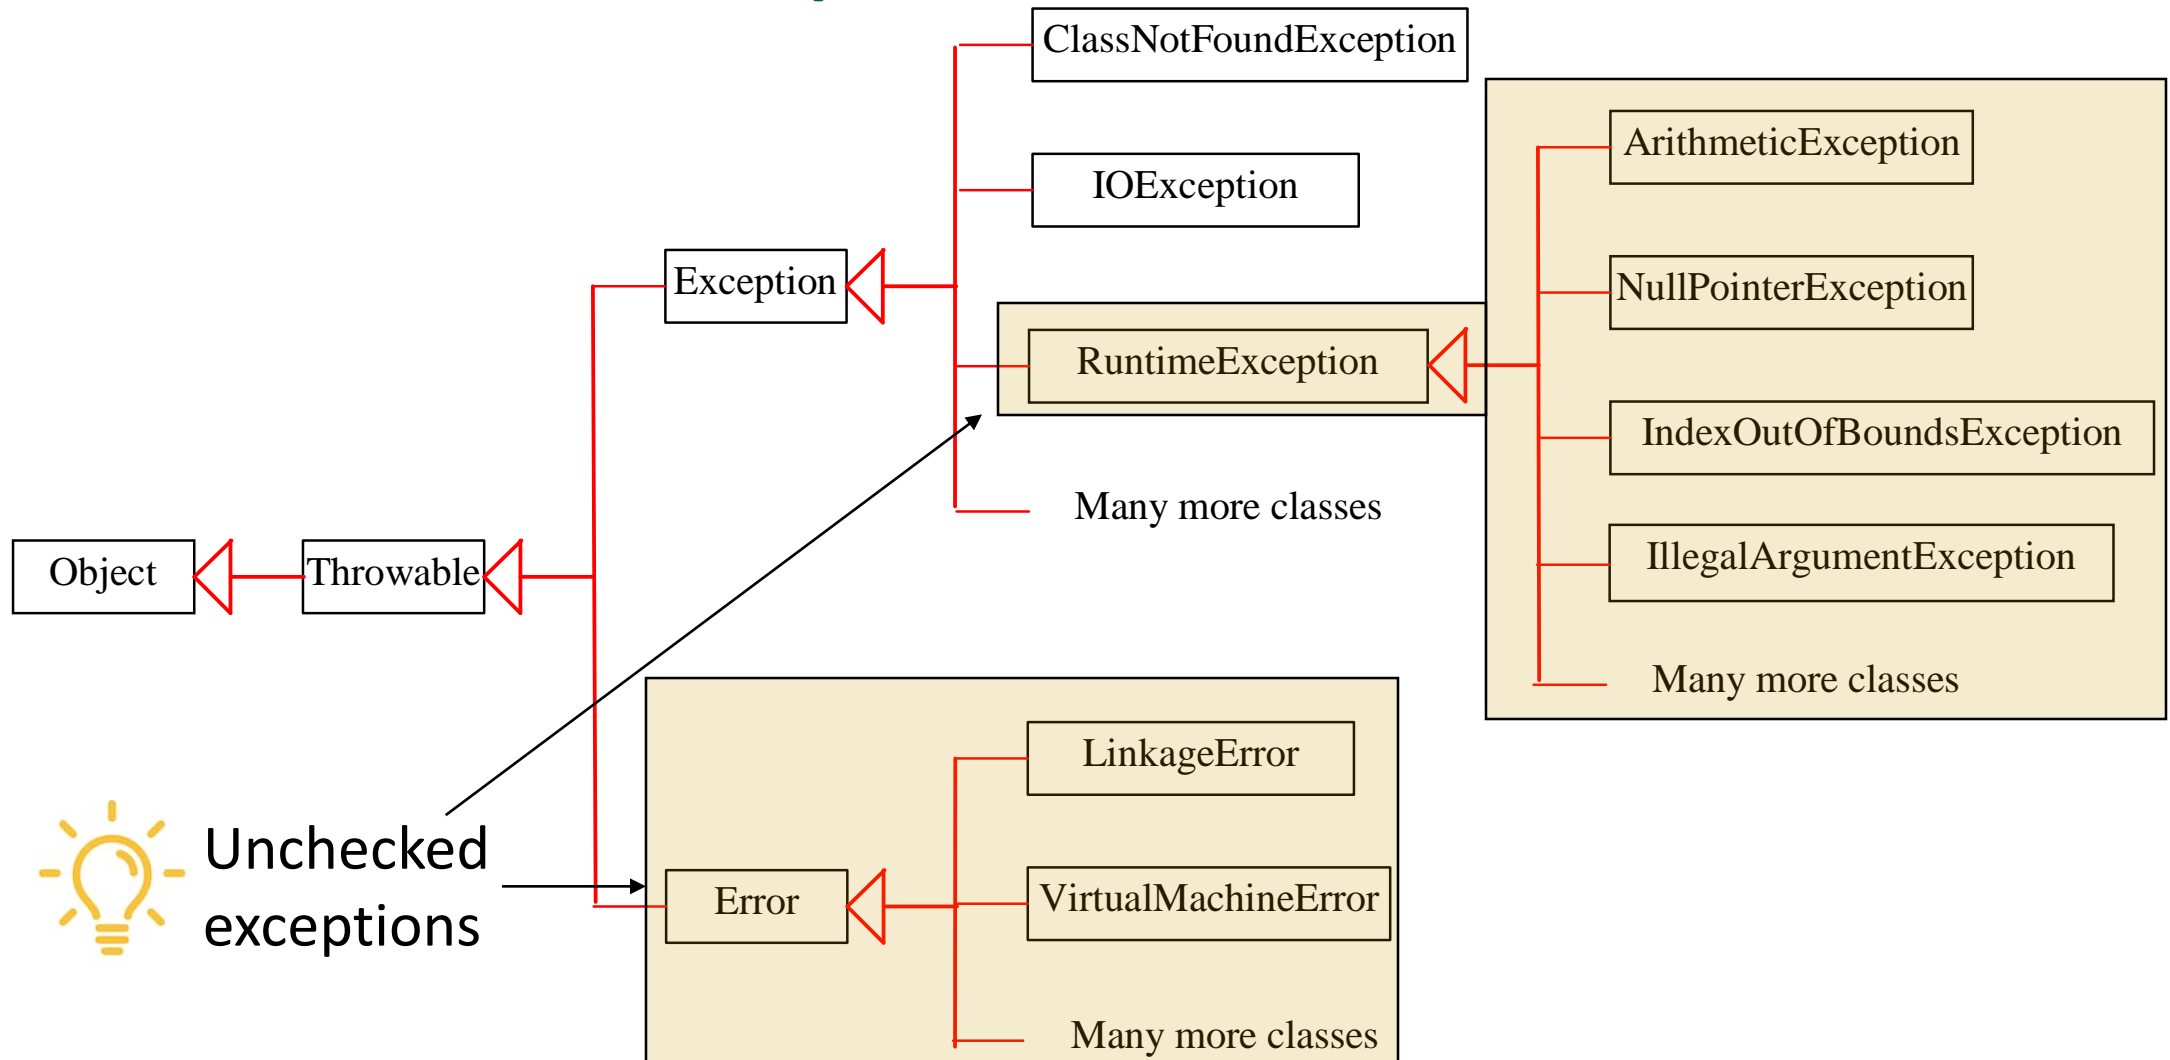 ClassNotFoundException
ArithmeticException
IOException
Exception
NullPointerException
RuntimeException
IndexOutOfBoundsException
Many more classes
Object
Throwable
IllegalArgumentException
Many more classes
LinkageError
Unchecked
exceptions
Error
VirtualMachineError
Many more classes